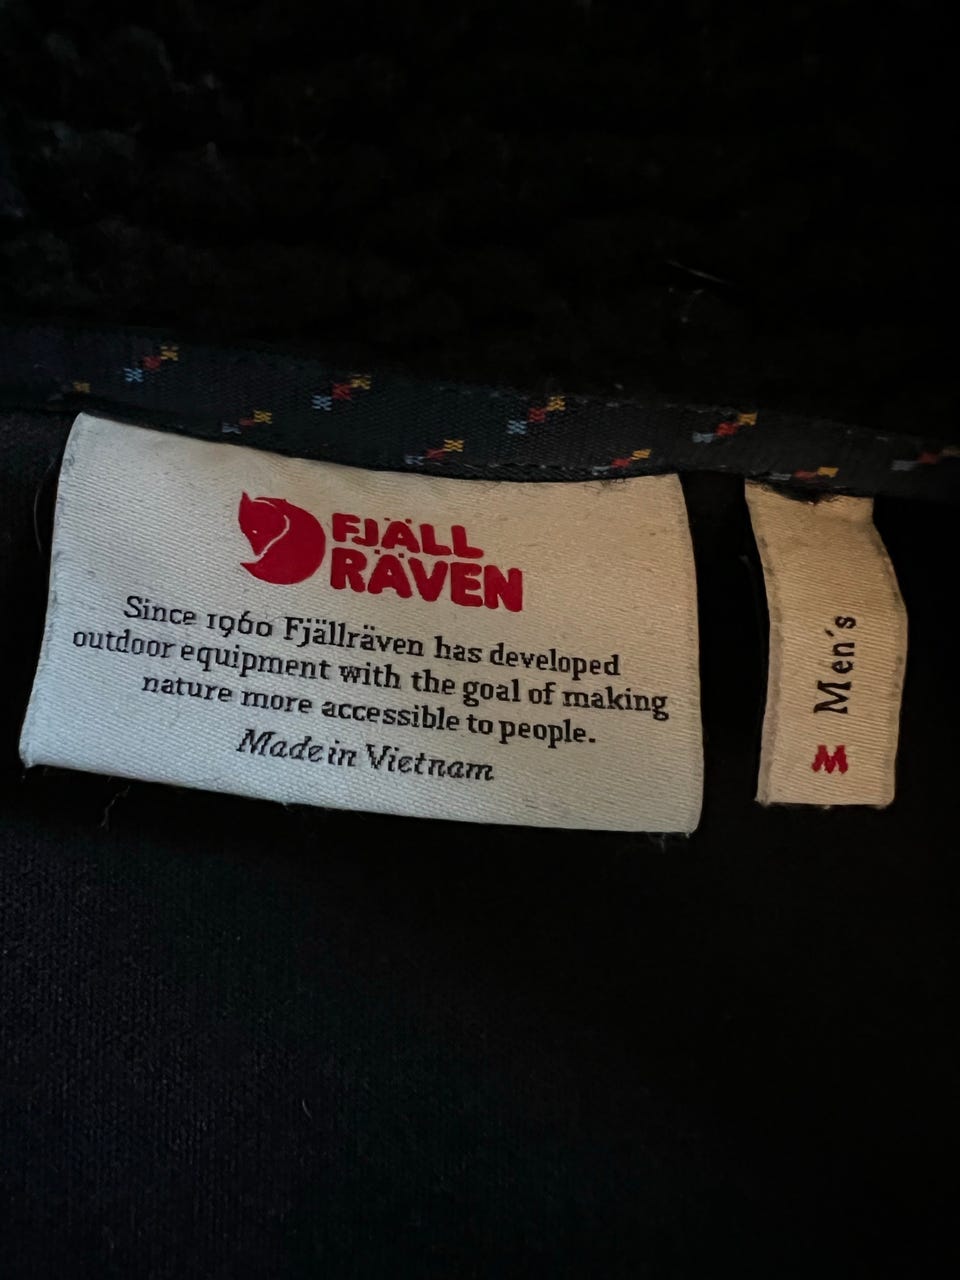 FJÄLL
RÄVEN
Since 1960 Fjällräven has developed
outdoor equipment with the goal of making
nature more accessible to people.
Made in Vietnam
M Men's